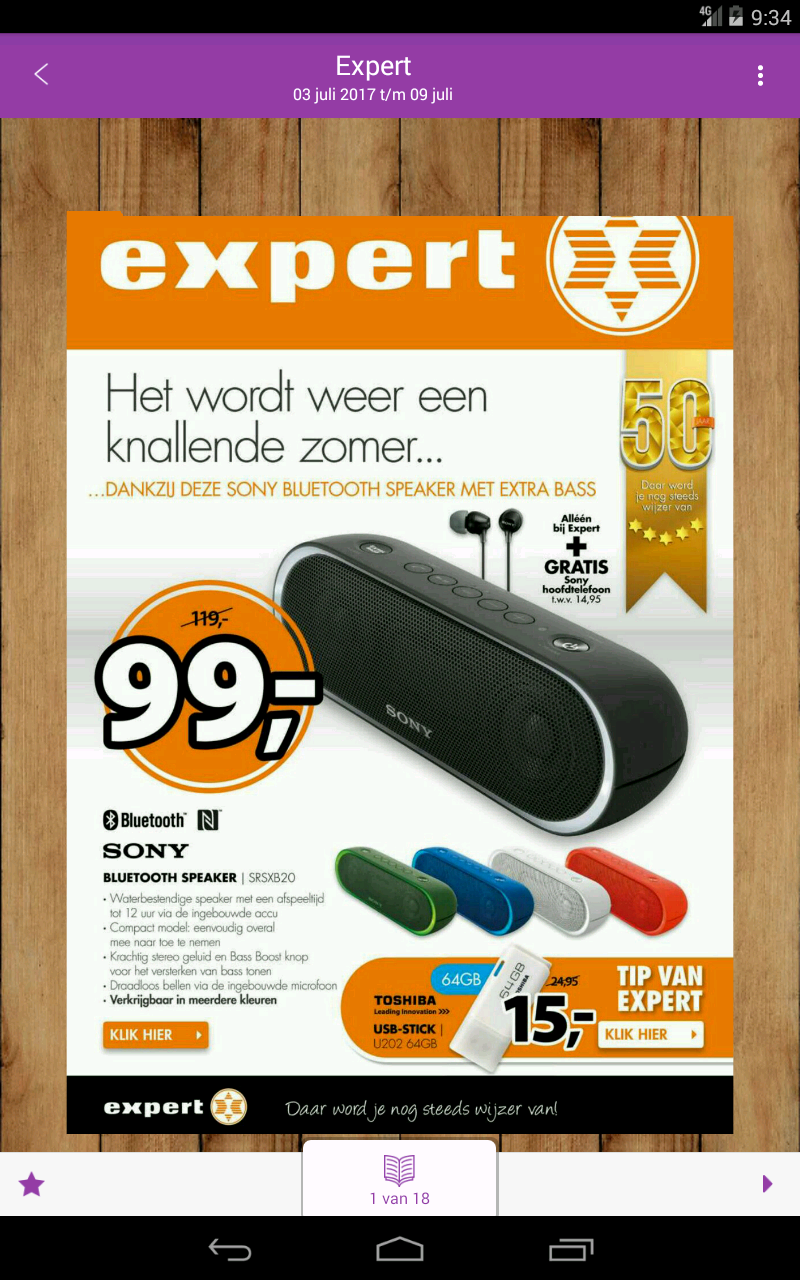 4G 9:34
Expert
03 juli 2017 t/m 09 juli
expert
Het wordt weer een
knallende zomer...
...DANKZIJ DEZE SONY BLUETOOTH SPEAKER MET EXTRA BASS
50
JAAR
Daar word
je nog steeds
wijzer van
Alléén
bij Expert
+
GRATIS
Sony
hoofdtelefoon
t.w.v. 14,95
119,-
99,-
SONY
Bluetooth
N
SONY
BLUETOOTH SPEAKER | SRSXB20
• Waterbestendige speaker met een afspeeltijd
tot 12 uur via de ingebouwde accu
• Compact model: eenvoudig overal
mee naar toe te nemen
• Krachtig stereo geluid en Bass Boost knop
voor het versterken van bass tonen
• Draadloos bellen via de ingebouwde microfoon
• Verkrijgbaar in meerdere kleuren
KLIK HIER
64GB
TOSHIBA
Leading Innovation >>>
USB-STICK |
U202 64GB
64GB
TOSHIBA
24,95
15,-
TIP VAN
EXPERT
KLIK HIER
expert
Daar word je nog steeds wijzer van!
1 van 18